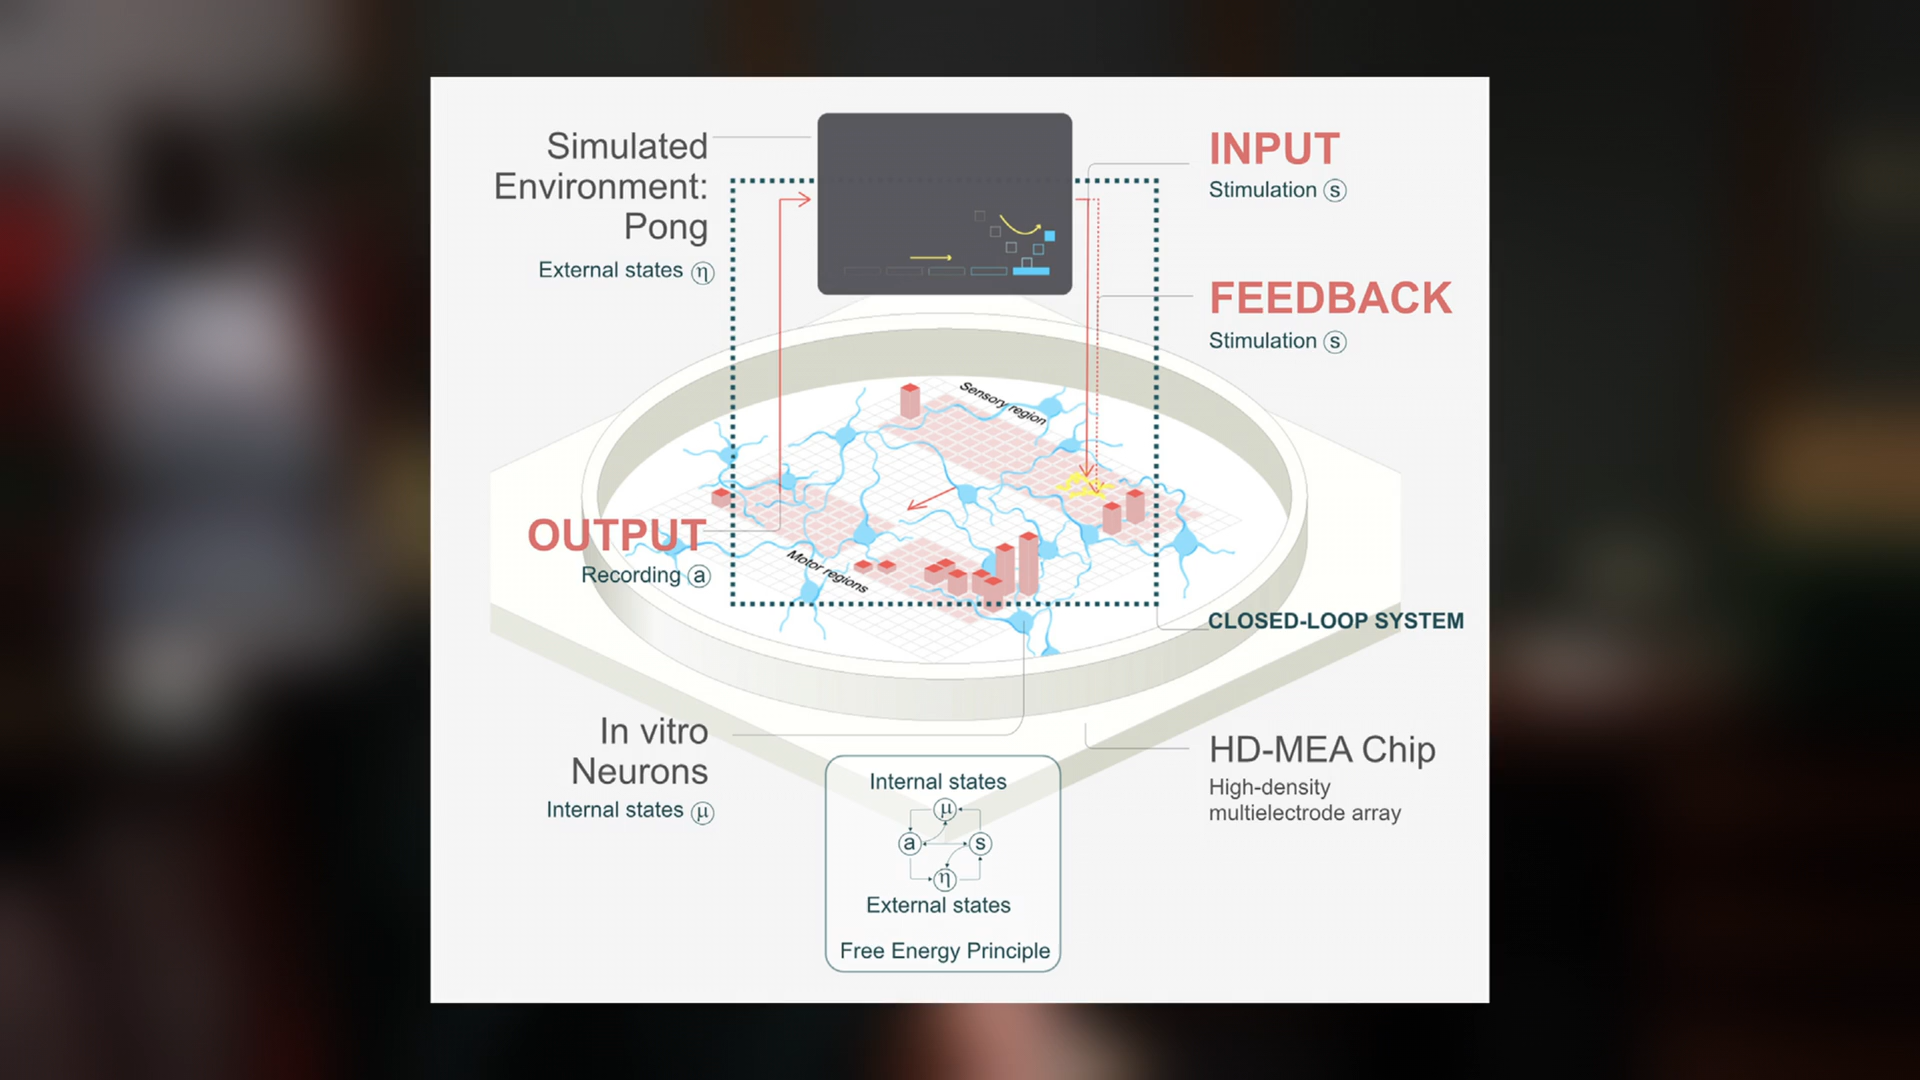 Simulated
Environment:
Pong
External states η
INPUT
Stimulation s
FEEDBACK
Stimulation s
Sensory region
OUTPUT
Recording a
Motor regions
CLOSED-LOOP SYSTEM
In vitro
Neurons
Internal states μ
HD-MEA Chip
High-density
multielectrode array
Internal states
μ
a s
η
External states
Free Energy Principle